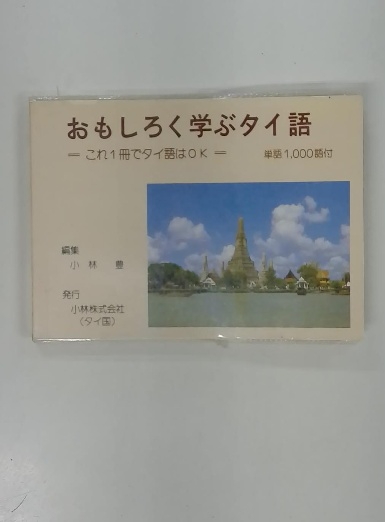 おもしろく学ぶタイ語
= これ1冊でタイ語はOK =
単語1,000語付
編集
小林 豊
発行
小林株式会社
(タイ国)